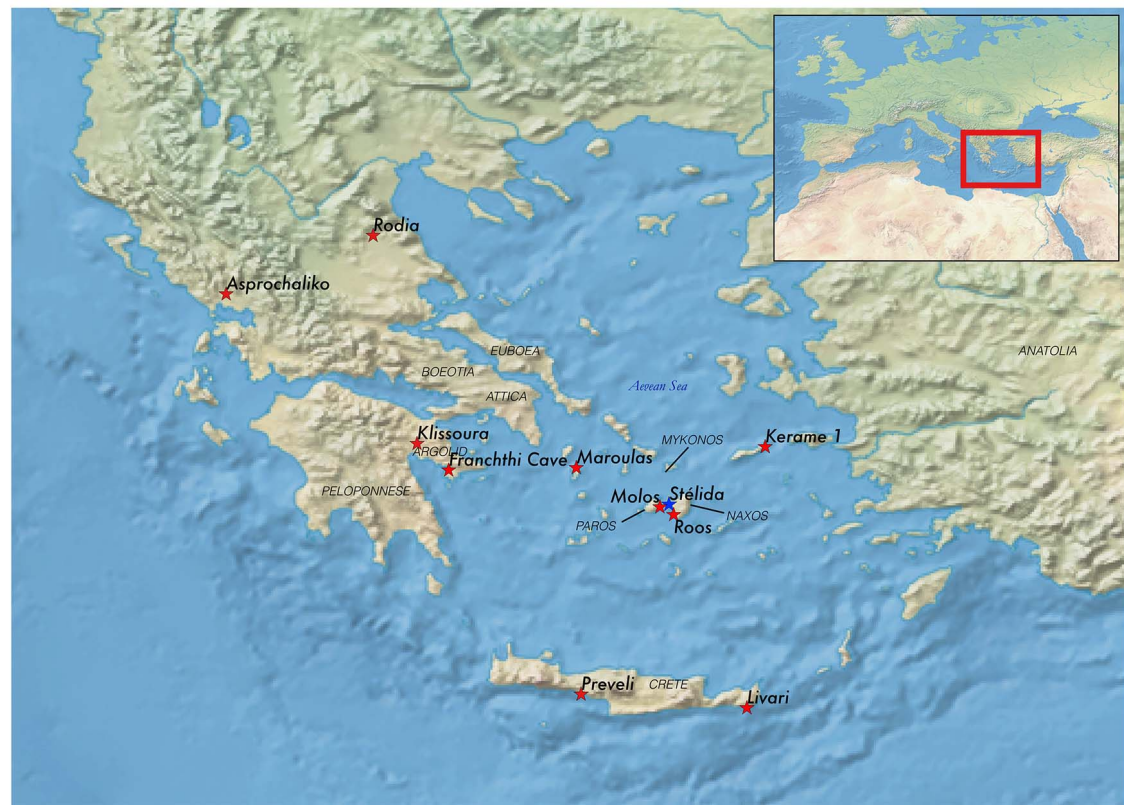 Rodia
Asprochaliko
EUBOEA
ANATOLIA
BOEOTIA
Aegean Sea
ATTICA
Klissoura
Kerame 1
MYKONOS
ARGOLID
Franchthi Cave
Maroulas
PELOPONNESE
Molos
Stélida
NAXOS
PAROS
Roos
Preveli
CRETE
Livari